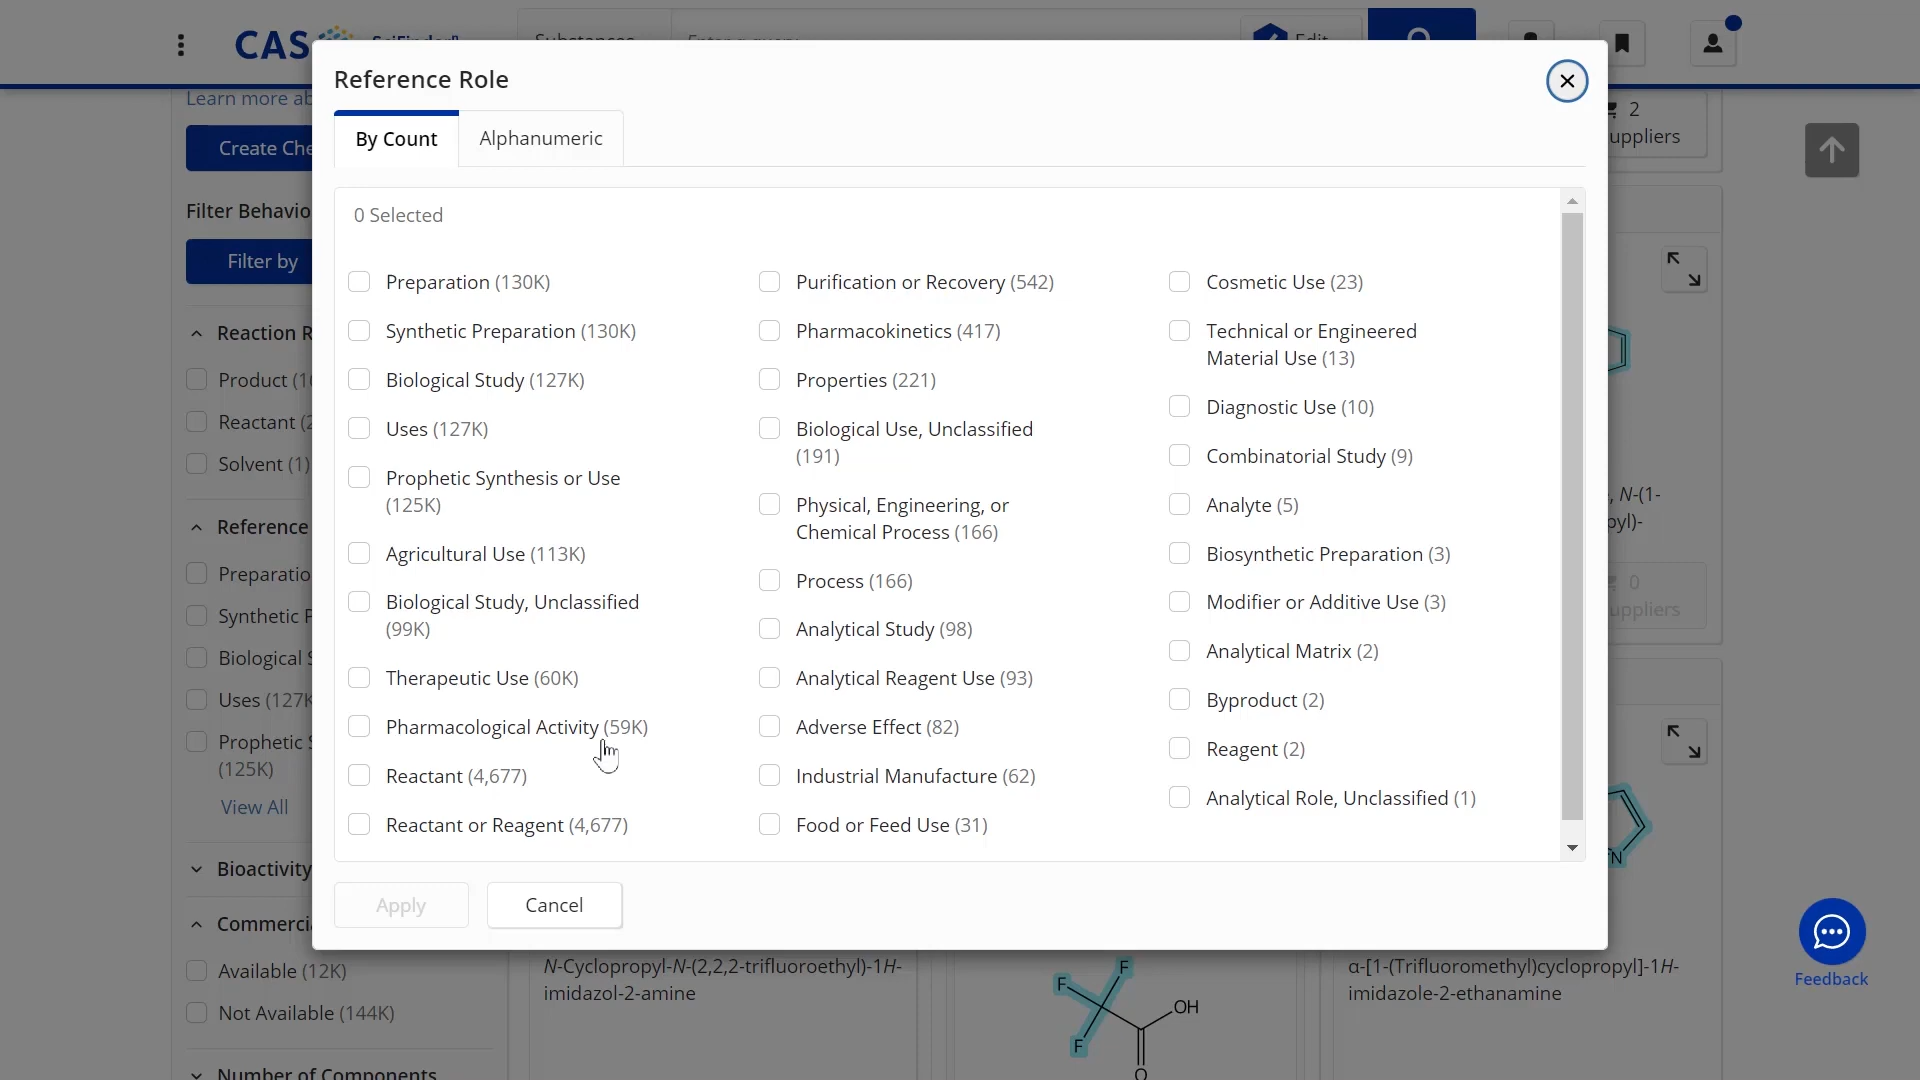 CAS
Reference Role
By Count
Alphanumeric
0 Selected
Preparation (130K)
Synthetic Preparation (130K)
Biological Study (127K)
Uses (127K)
Prophetic Synthesis or Use
(125K)
Agricultural Use (113K)
Biological Study, Unclassified
(99K)
Therapeutic Use (60K)
Pharmacological Activity (59K)
Reactant (4,677)
Reactant or Reagent (4,677)
Purification or Recovery (542)
Pharmacokinetics (417)
Properties (221)
Biological Use, Unclassified
(191)
Physical, Engineering, or
Chemical Process (166)
Process (166)
Analytical Study (98)
Analytical Reagent Use (93)
Adverse Effect (82)
Industrial Manufacture (62)
Food or Feed Use (31)
Cosmetic Use (23)
Technical or Engineered
Material Use (13)
Diagnostic Use (10)
Combinatorial Study (9)
Analyte (5)
Biosynthetic Preparation (3)
Modifier or Additive Use (3)
Analytical Matrix (2)
Byproduct (2)
Reagent (2)
Analytical Role, Unclassified (1)
Apply
Cancel
Learn more ab
Create Che
Filter Behavio
Filter by
Reaction R
Product (1
Reactant (2
Solvent (1)
Reference
Preparatio
Synthetic P
Biological S
Uses (127K
Prophetic S
(125K)
View All
Bioactivity
Commercia
Available (12K)
Not Available (144K)
Number of Components
2
uppliers
, N-(1-
pyl)-
0
uppliers
N
N-Cyclopropyl-N-(2,2,2-trifluoroethyl)-1H-
imidazol-2-amine
F
F
F
OH
O
α-[1-(Trifluoromethyl)cyclopropyl]-1H-
imidazole-2-ethanamine
Feedback